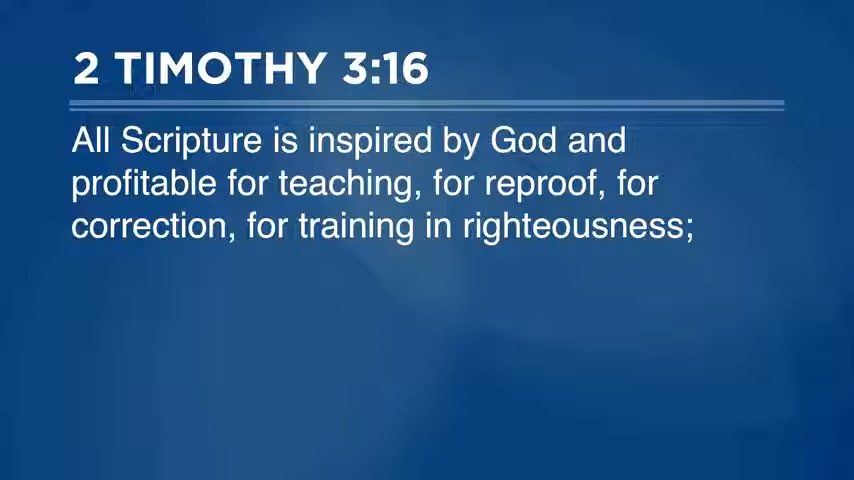 2 TIMOTHY 3:16
All Scripture is inspired by God and
profitable for teaching, for reproof, for
correction, for training in righteousness;